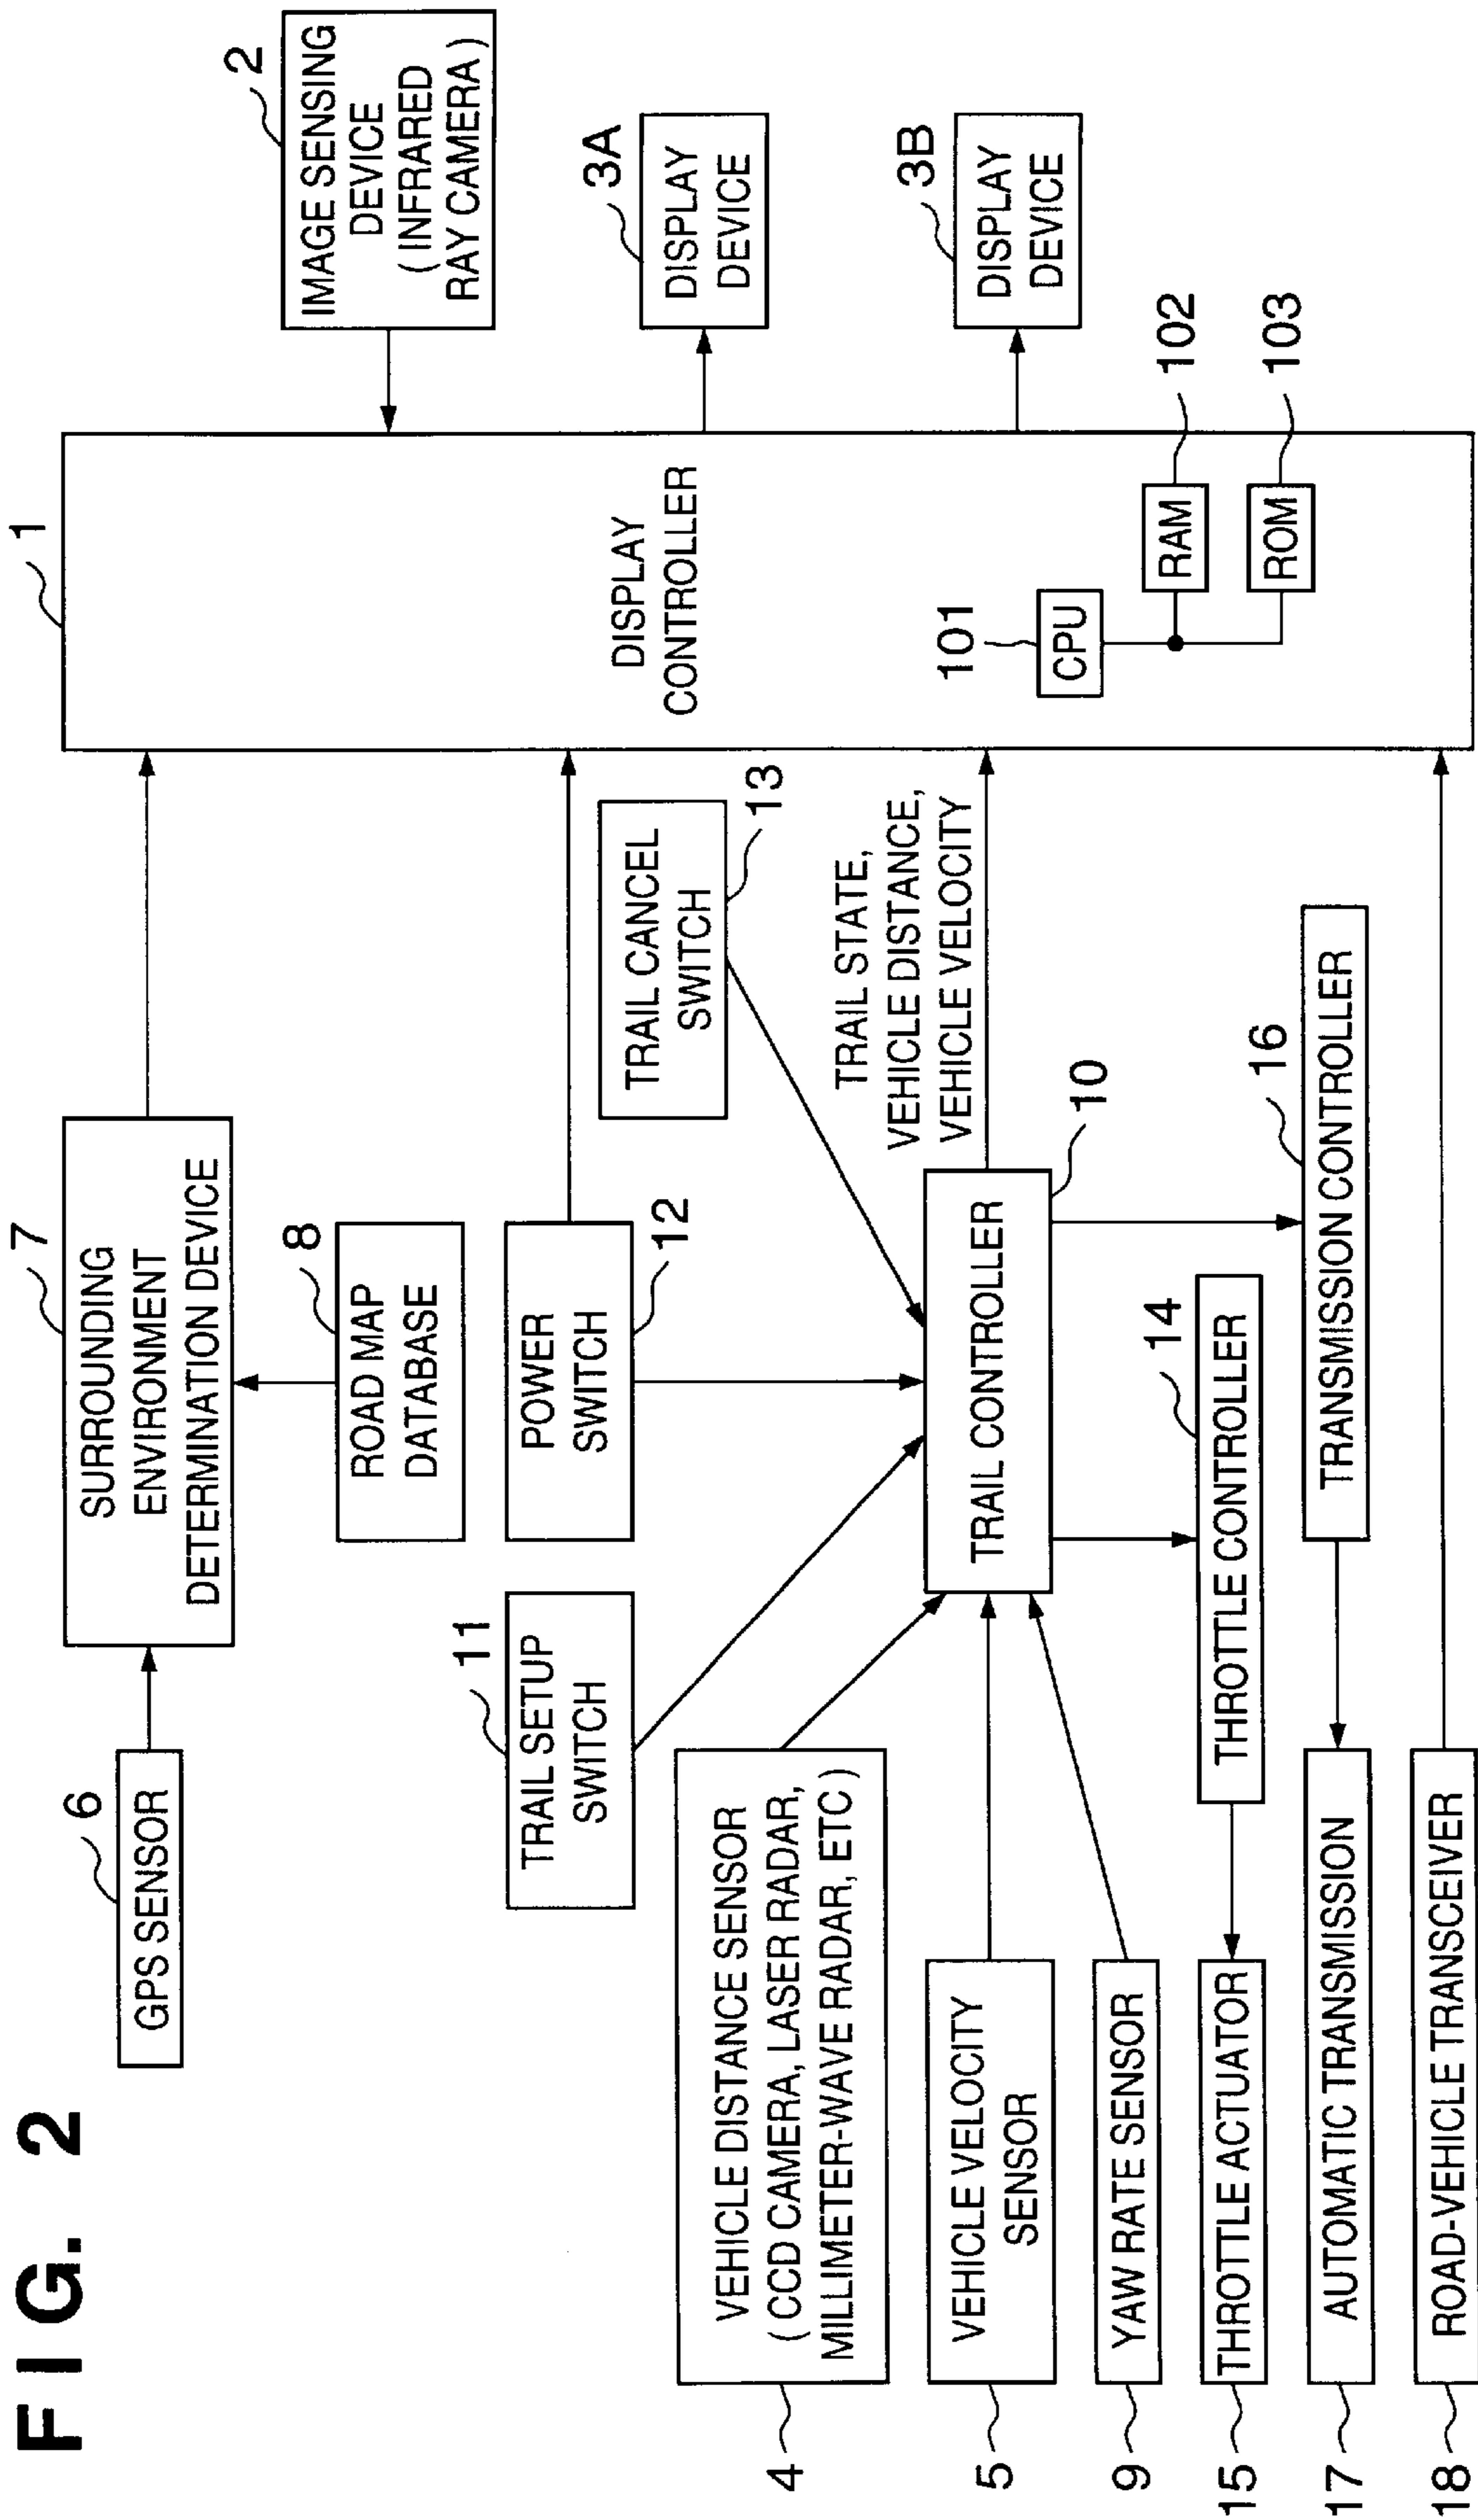 FIG. 2
6
GPS SENSOR
7
SURROUNDING
ENVIRONMENT
DETERMINATION DEVICE
8
ROAD MAP
DATABASE
11
TRAIL SETUP
SWITCH
POWER
SWITCH
12
TRAIL CANCEL
SWITCH
13
1
DISPLAY
CONTROLLER
101
CPU
RAM
102
ROM
103
2
IMAGE SENSING
DEVICE
(INFRARED
RAY CAMERA)
3A
DISPLAY
DEVICE
3B
DISPLAY
DEVICE
4
VEHICLE DISTANCE SENSOR
(CCD CAMERA, LASER RADAR,
MILLIMETER-WAVE RADAR, ETC)
5
VEHICLE VELOCITY
SENSOR
9
YAW RATE SENSOR
TRAIL CONTROLLER
10
TRAIL STATE,
VEHICLE DISTANCE,
VEHICLE VELOCITY
15
THROTTLE ACTUATOR
THROTTLE CONTROLLER
14
17
AUTOMATIC TRANSMISSION
TRANSMISSION CONTROLLER
16
18
ROAD-VEHICLE TRANSCEIVER